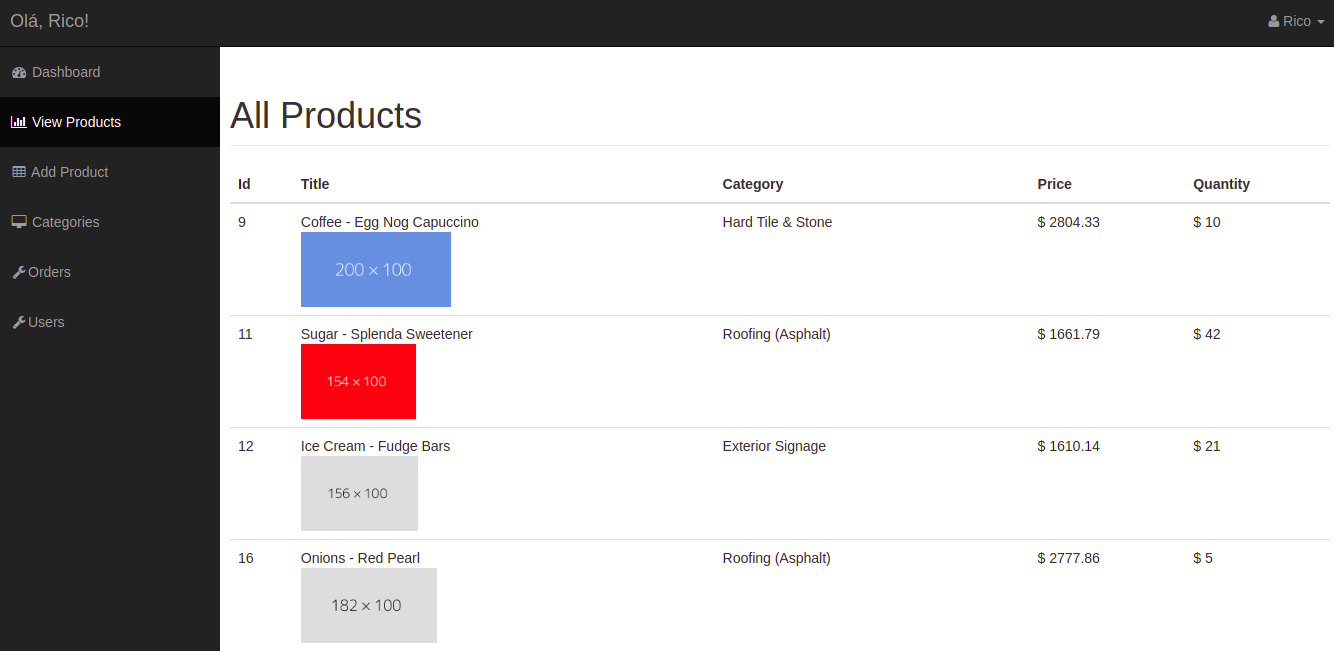 Olá, Rico!
Rico
Dashboard
View Products
Add Product
Categories
Orders
Users
All Products
Id Title Category Price Quantity
9 Coffee - Egg Nog Capuccino Hard Tile & Stone $ 2804.33 $ 10
200 × 100
11 Sugar - Splenda Sweetener Roofing (Asphalt) $ 1661.79 $ 42
154 × 100
12 Ice Cream - Fudge Bars Exterior Signage $ 1610.14 $ 21
156 × 100
16 Onions - Red Pearl Roofing (Asphalt) $ 2777.86 $ 5
182 × 100